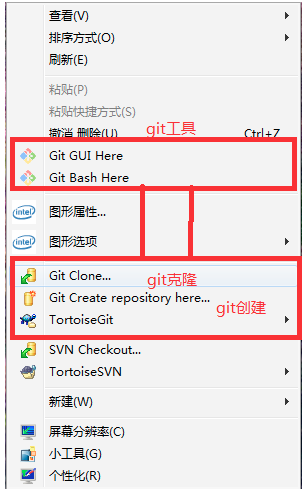 查看(V)
排序方式(O)
刷新(E)
粘贴(P)
粘贴快捷方式(S)
撤消 删除(U) Ctrl+Z
git工具
Git GUI Here
Git Bash Here
图形属性...
图形选项
Git Clone...
git克隆
Git Create repository here...
git创建
TortoiseGit
SVN Checkout...
TortoiseSVN
新建(W)
屏幕分辨率(C)
小工具(G)
个性化(R)